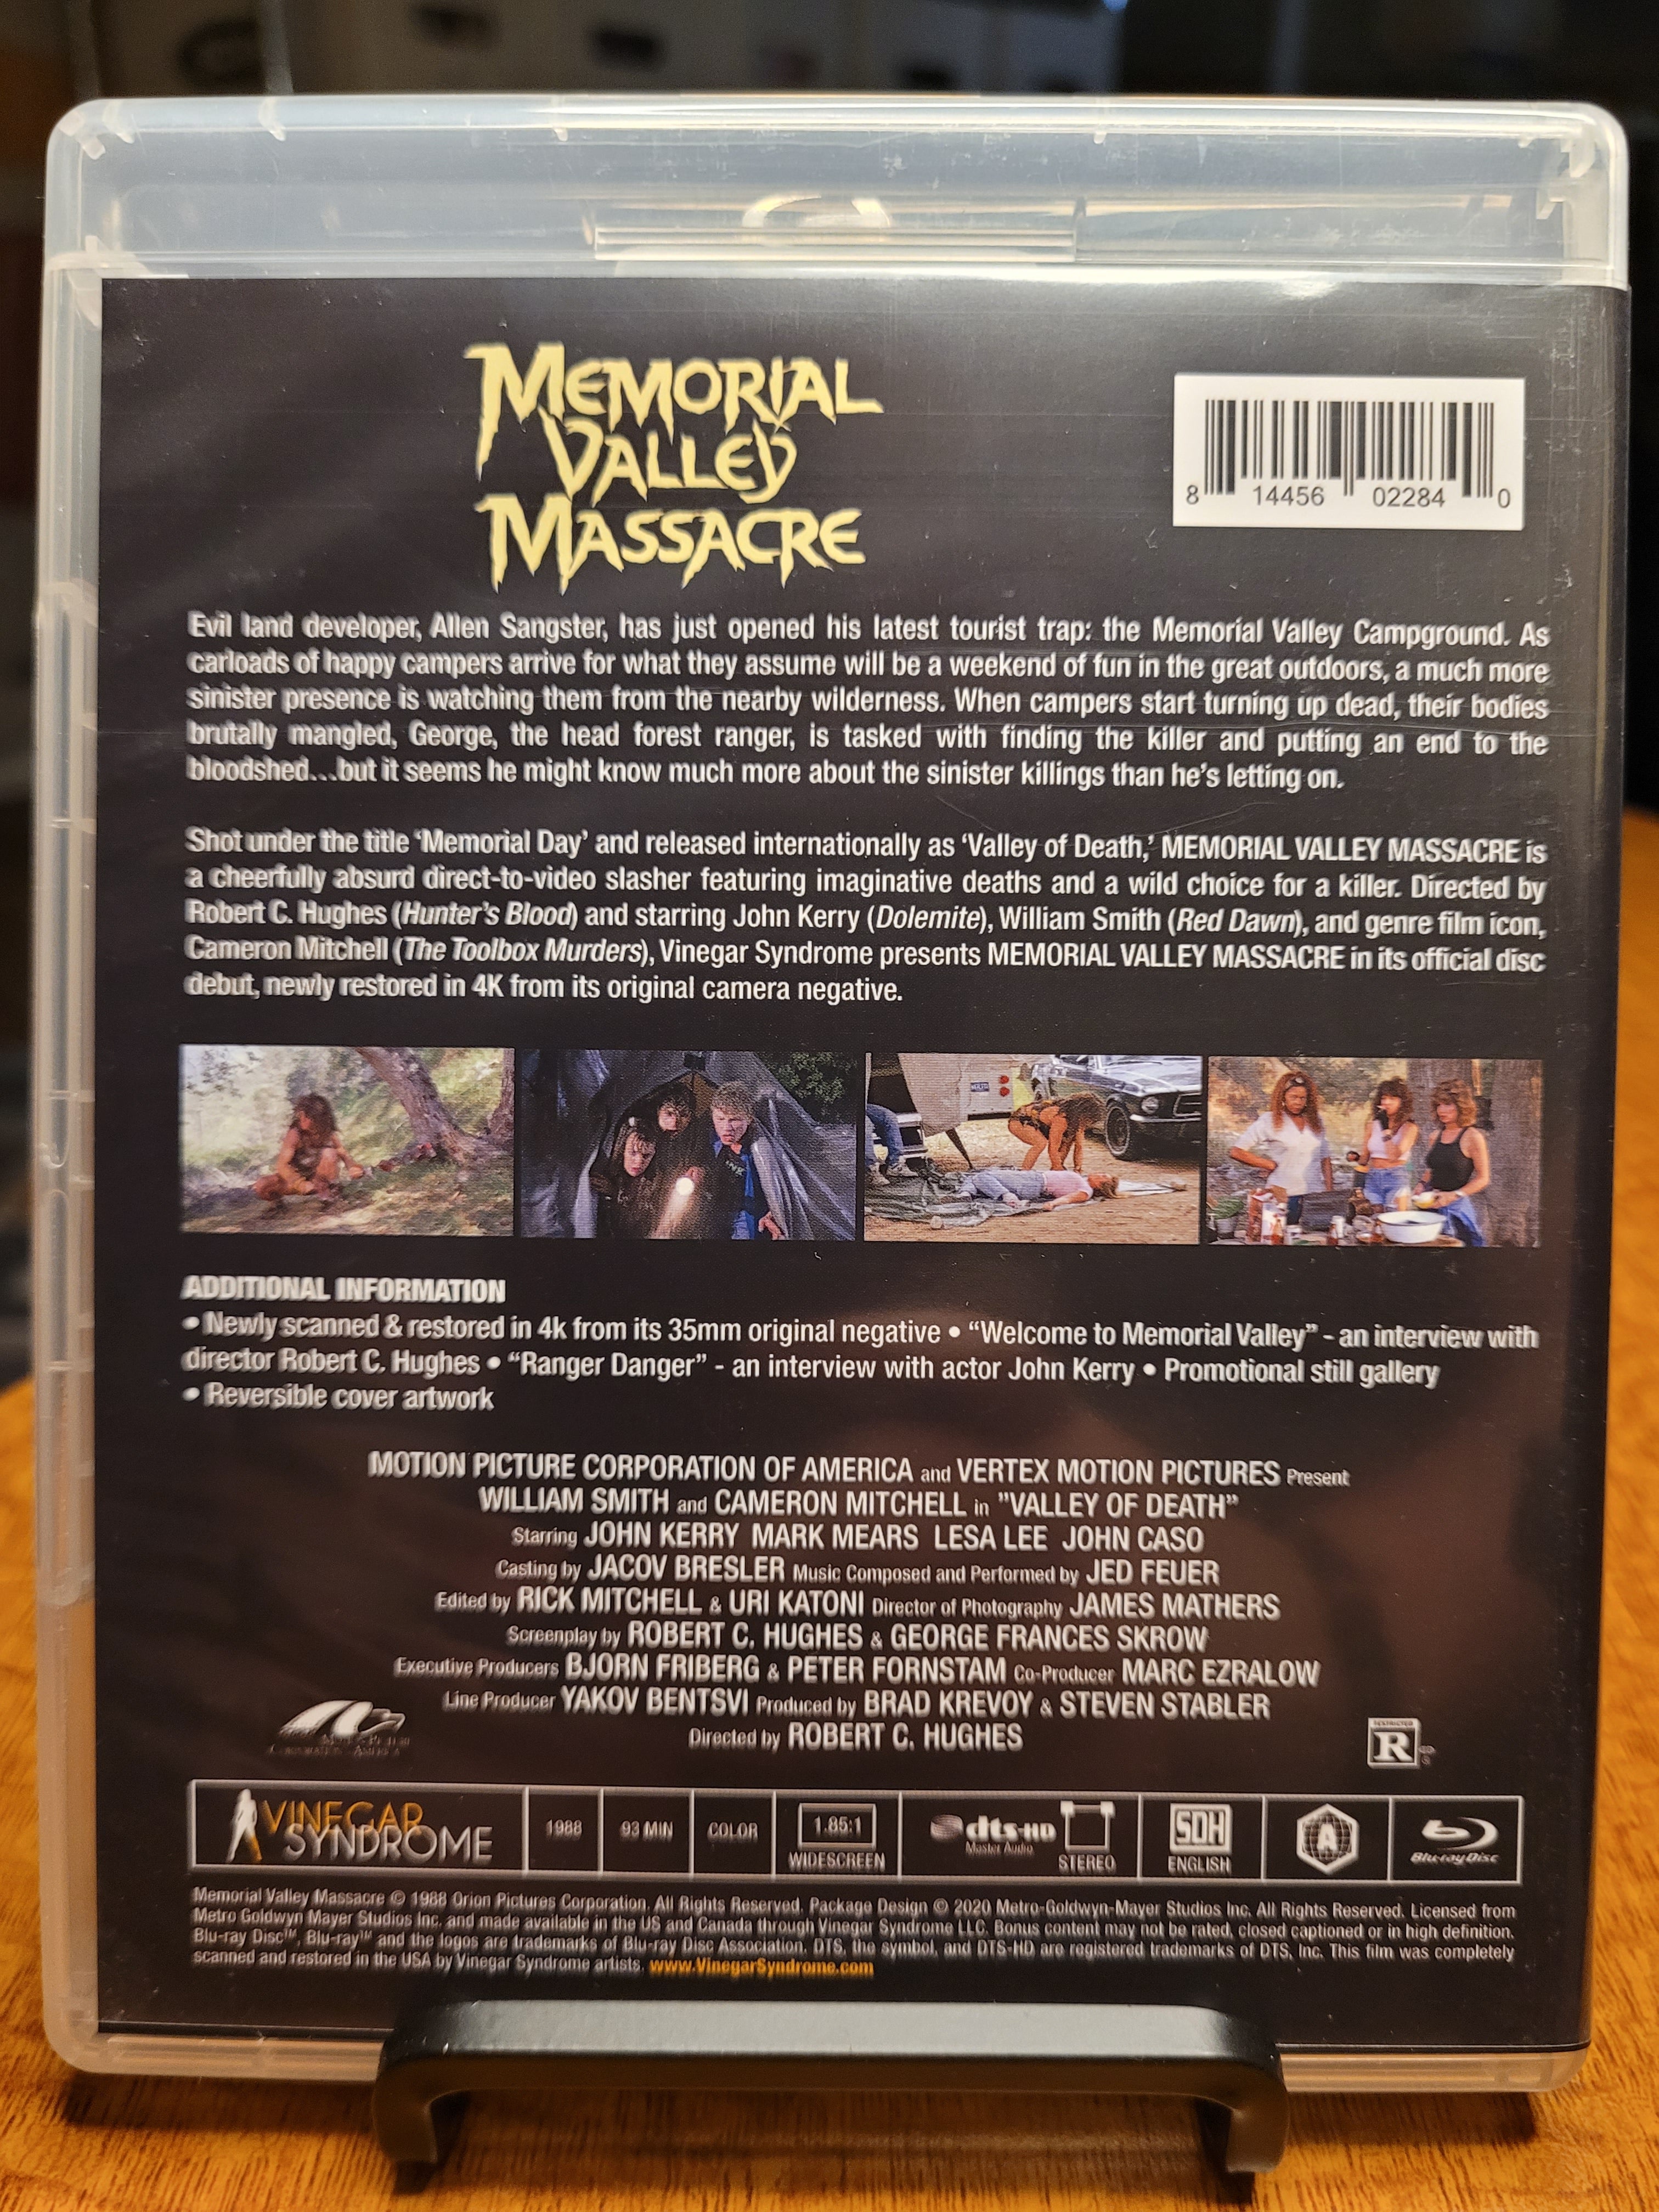 MEMORIAL
VALLEY
MASSACRE
8 14456 02284 0
Evil land developer, Allen Sangster, has just opened his latest tourist trap: the Memorial Valley Campground. As
carloads of happy campers arrive for what they assume will be a weekend of fun in the great outdoors, a much more
sinister presence is watching them from the nearby wilderness. When campers start turning up dead, their bodies
brutally mangled, George, the head forest ranger, is tasked with finding the killer and putting an end to the
bloodshed...but it seems he might know much more about the sinister killings than he's letting on.
Shot under the title ‘Memorial Day’ and released internationally as ‘Valley of Death,’ MEMORIAL VALLEY MASSACRE is
a cheerfully absurd direct-to-video slasher featuring imaginative deaths and a wild choice for a killer. Directed by
Robert C. Hughes (Hunter's Blood) and starring John Kerry (Dolemite), William Smith (Red Dawn), and genre film icon,
Cameron Mitchell (The Toolbox Murders), Vinegar Syndrome presents MEMORIAL VALLEY MASSACRE in its official disc
debut, newly restored in 4K from its original camera negative.
ADDITIONAL INFORMATION
• Newly scanned & restored in 4k from its 35mm original negative • “Welcome to Memorial Valley” - an interview with
director Robert C. Hughes • “Ranger Danger” - an interview with actor John Kerry • Promotional still gallery
• Reversible cover artwork
MOTION PICTURE CORPORATION OF AMERICA and VERTEX MOTION PICTURES Present
WILLIAM SMITH and CAMERON MITCHELL in "VALLEY OF DEATH"
Starring JOHN KERRY MARK MEARS LESA LEE JOHN CASO
Casting by JACOV BRESLER Music Composed and Performed by JED FEUER
Edited by RICK MITCHELL & URI KATONI Director of Photography JAMES MATHERS
Screenplay by ROBERT C. HUGHES & GEORGE FRANCES SKROW
Executive Producers BJORN FRIBERG & PETER FORNSTAM Co-Producer MARC EZRALOW
Line Producer YAKOV BENTSVI Produced by BRAD KREVOY & STEVEN STABLER
Directed by ROBERT C. HUGHES
RESTRICTED
R
VINEGAR
SYNDROME
1988
93 MIN
COLOR
1.85:1
WIDESCREEN
dts-HD
Master Audio
STEREO
SDH
ENGLISH
A
Blu-ray Disc
Memorial Valley Massacre © 1988 Orion Pictures Corporation. All Rights Reserved. Package Design © 2020 Metro-Goldwyn-Mayer Studios Inc. All Rights Reserved. Licensed from
Metro Goldwyn Mayer Studios Inc. and made available in the US and Canada through Vinegar Syndrome LLC. Bonus content may not be rated, closed captioned or in high definition.
Blu-ray Disc™, Blu-ray™ and the logos are trademarks of Blu-ray Disc Association. DTS, the symbol, and DTS-HD are registered trademarks of DTS, Inc. This film was completely
scanned and restored in the USA by Vinegar Syndrome artists. www.VinegarSyndrome.com